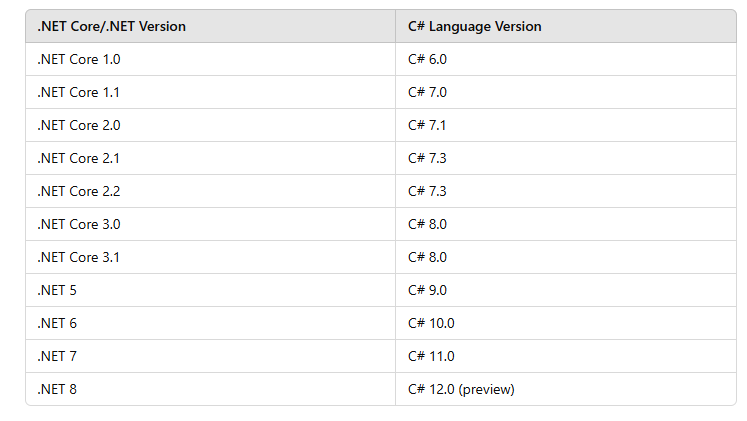 .NET Core/.NET Version C# Language Version
.NET Core 1.0 C# 6.0
.NET Core 1.1 C# 7.0
.NET Core 2.0 C# 7.1
.NET Core 2.1 C# 7.3
.NET Core 2.2 C# 7.3
.NET Core 3.0 C# 8.0
.NET Core 3.1 C# 8.0
.NET 5 C# 9.0
.NET 6 C# 10.0
.NET 7 C# 11.0
.NET 8 C# 12.0 (preview)